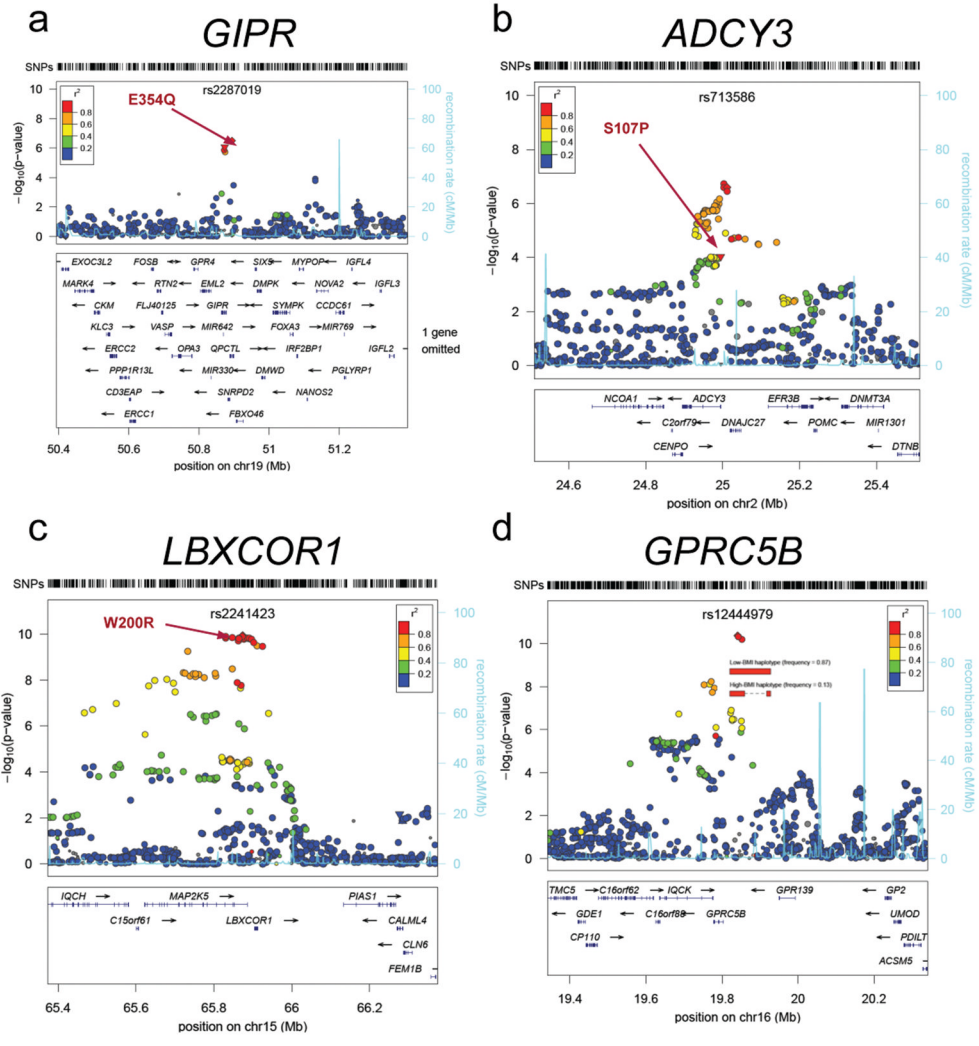 a
GIPR
SNPs
rs2287019
E354Q
r²
0.8
0.6
0.4
0.2
10
8
6
4
2
0
-log₁₀(p-value)
100
80
60
40
20
0
recombination rate (cM/Mb)
EXOC3L2 FOSB GPR4 SIX5 MYPOP IGFL4
MARK4 RTN2 EML2 DMPK NOVA2 IGFL3
CKM FLJ40125 GIPR SYMPK CCDC61
KLC3 VASP MIR642 FOXA3 MIR769
ERCC2 OPA3 QPCTL IRF2BP1 IGFL2
PPP1R13L MIR330 DMWD PGLYRP1
CD3EAP SNRPD2 NANOS2
ERCC1 FBXO46
1 gene
omitted
50.4 50.6 50.8 51 51.2
position on chr19 (Mb)
b
ADCY3
SNPs
rs713586
S107P
r²
0.8
0.6
0.4
0.2
10
8
6
4
2
0
-log₁₀(p-value)
100
80
60
40
20
0
recombination rate (cM/Mb)
NCOA1 ADCY3 EFR3B DNMT3A
C2orf79 DNAJC27 POMC MIR1301
CENPO DTNB
24.6 24.8 25 25.2 25.4
position on chr2 (Mb)
c
LBXCOR1
SNPs
rs2241423
W200R
r²
0.8
0.6
0.4
0.2
10
8
6
4
2
0
-log₁₀(p-value)
100
80
60
40
20
0
recombination rate (cM/Mb)
IQCH MAP2K5 PIAS1
C15orf61 LBXCOR1 CALML4
CLN6
FEM1B
65.4 65.6 65.8 66 66.2
position on chr15 (Mb)
d
GPRC5B
SNPs
rs12444979
Low-BMI haplotype (frequency = 0.87)
High-BMI haplotype (frequency = 0.13)
r²
0.8
0.6
0.4
0.2
10
8
6
4
2
0
-log₁₀(p-value)
100
80
60
40
20
0
recombination rate (cM/Mb)
TMC5 C16orf62 IQCK GPR139 GP2
GDE1 C16orf88 GPRC5B UMOD
CP110 PDILT
ACSM5
19.4 19.6 19.8 20 20.2
position on chr16 (Mb)